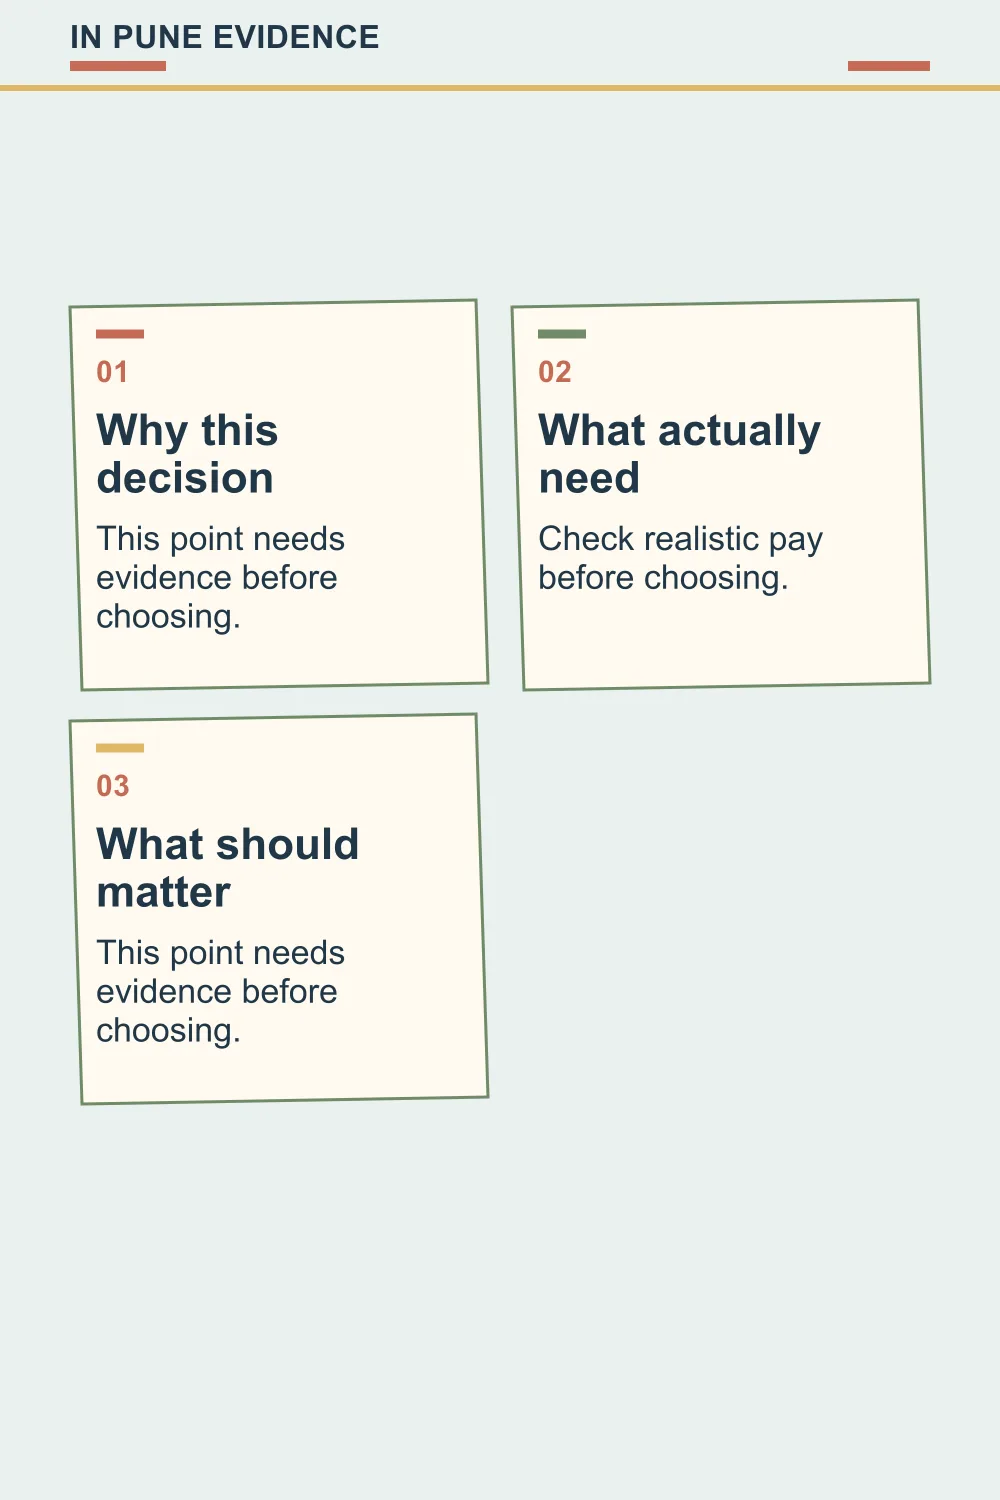 IN PUNE EVIDENCE
01
Why this
decision
This point needs
evidence before
choosing.
02
What actually
need
Check realistic pay
before choosing.
03
What should
matter
This point needs
evidence before
choosing.